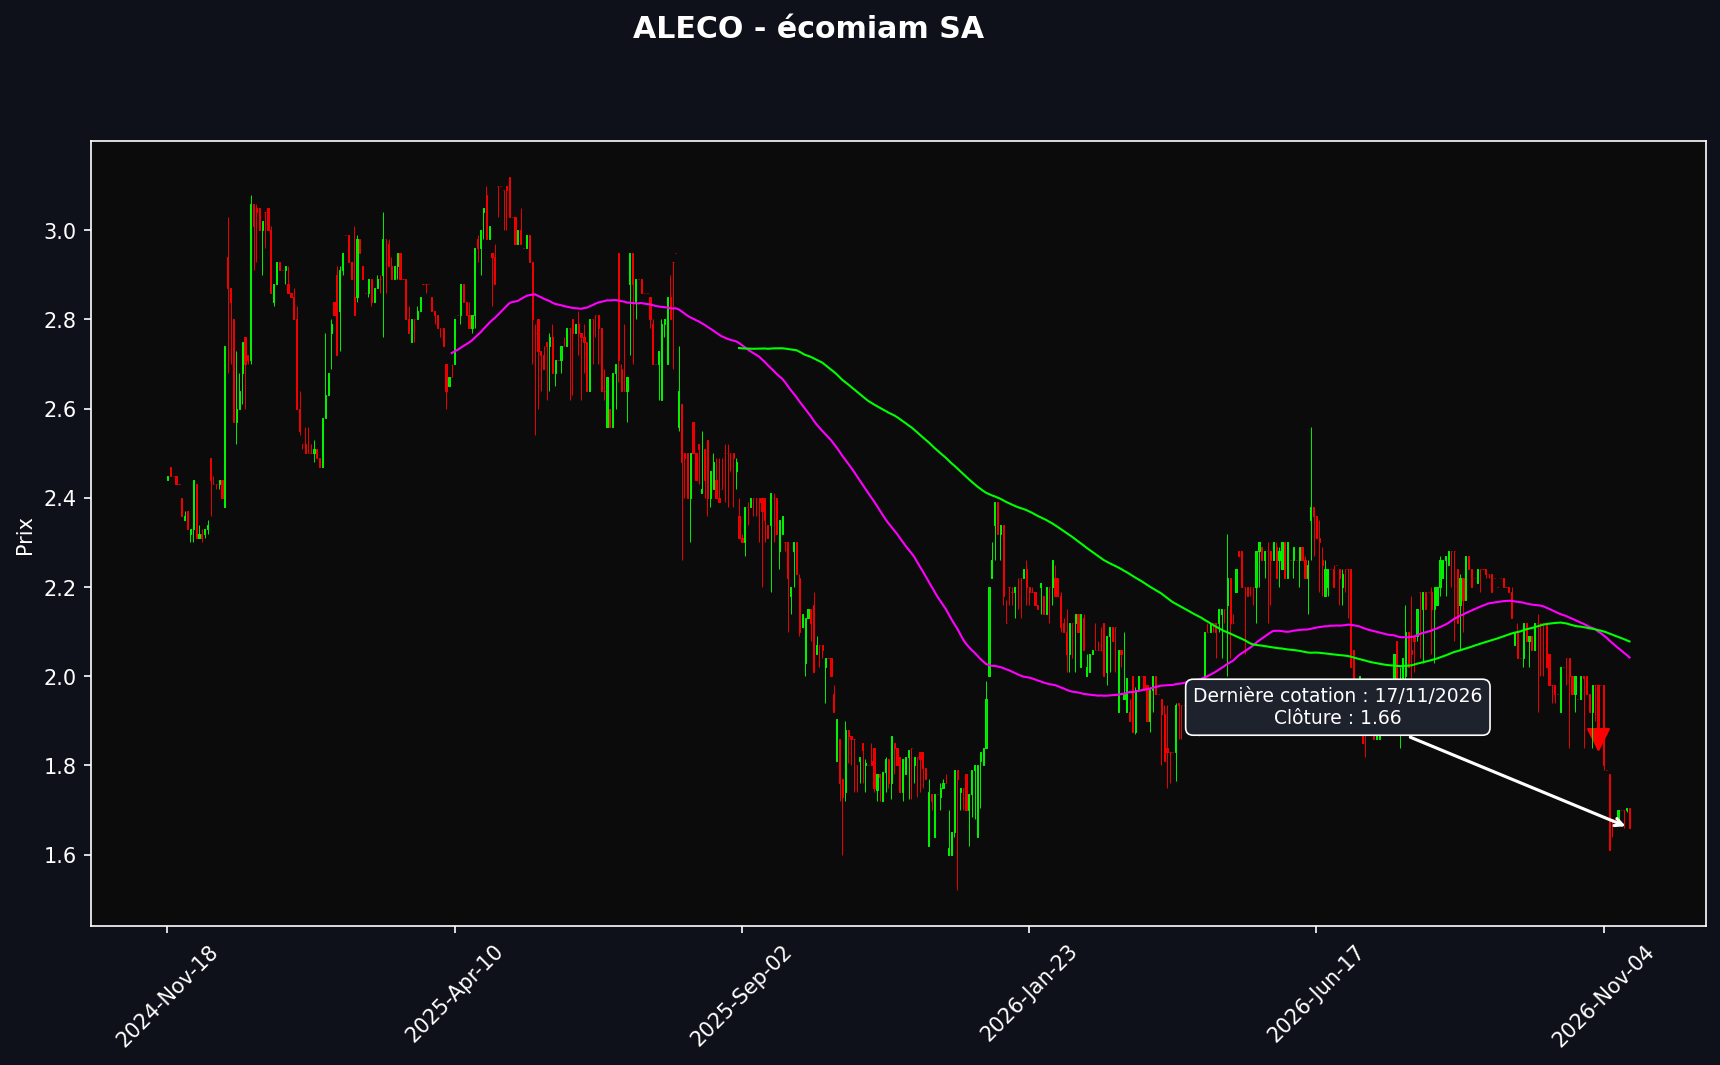 ALECO - écomiam SA
Prix
3.0
2.8
2.6
2.4
2.2
2.0
1.8
1.6
Dernière cotation : 17/11/2026
Clôture : 1.66
2024-Nov-18
2025-Apr-10
2025-Sep-02
2026-Jan-23
2026-Jun-17
2026-Nov-04